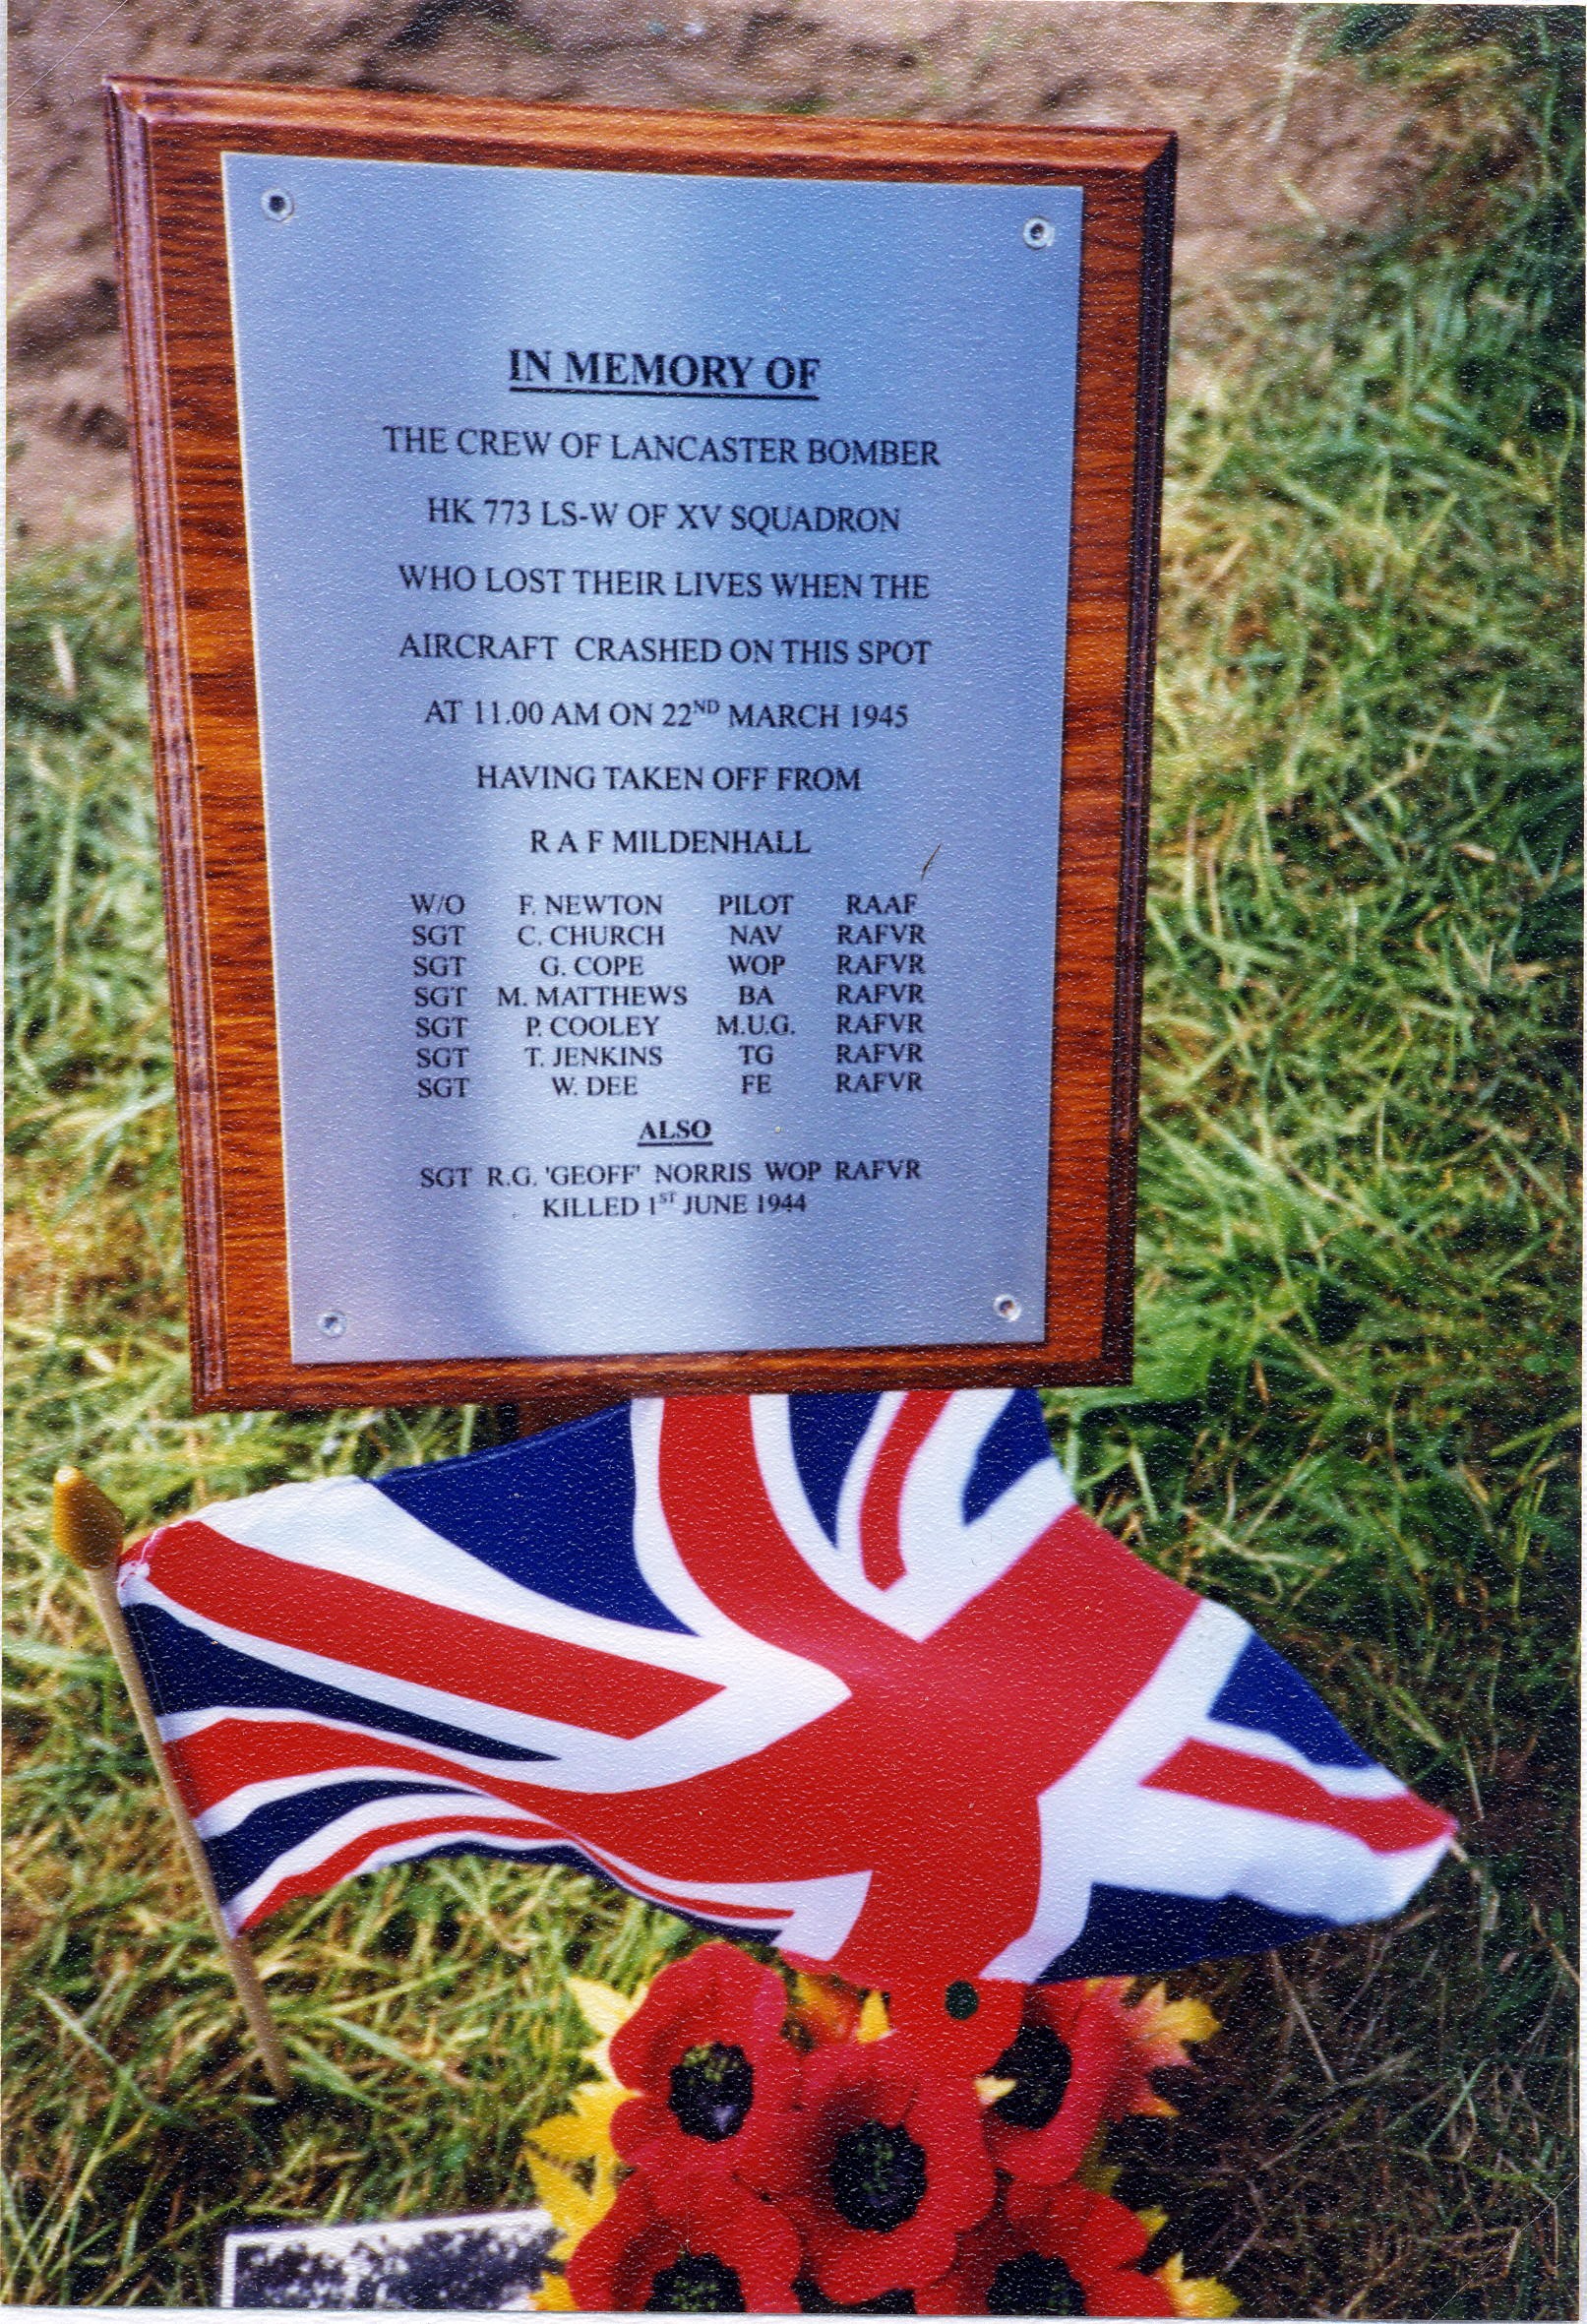 IN MEMORY OF
THE CREW OF LANCASTER BOMBER
HK 773 LS-W OF XV SQUADRON
WHO LOST THEIR LIVES WHEN THE
AIRCRAFT CRASHED ON THIS SPOT
AT 11.00 AM ON 22ND MARCH 1945
HAVING TAKEN OFF FROM
R A F MILDENHALL
W/O F. NEWTON PILOT RAAF
SGT C. CHURCH NAV RAFVR
SGT G. COPE WOP RAFVR
SGT M. MATTHEWS BA RAFVR
SGT P. COOLEY M.U.G. RAFVR
SGT T. JENKINS TG RAFVR
SGT W. DEE FE RAFVR
ALSO
SGT R.G. 'GEOFF' NORRIS WOP RAFVR
KILLED 1ST JUNE 1944